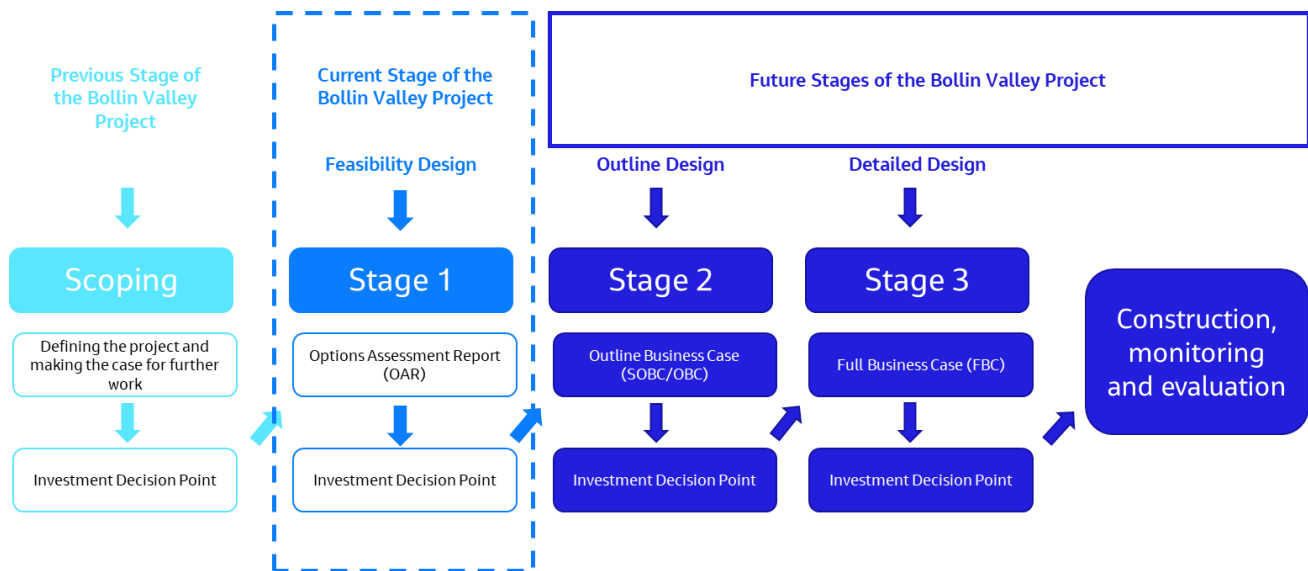 Previous Stage of
the Bollin Valley
Project
Current Stage of the
Bollin Valley Project
Future Stages of the Bollin Valley Project
Feasibility Design
Outline Design
Detailed Design
Scoping
Stage 1
Stage 2
Stage 3
Construction,
monitoring
and evaluation
Defining the project and
making the case for further
work
Options Assessment Report
(OAR)
Outline Business Case
(SOBC/OBC)
Full Business Case (FBC)
Investment Decision Point
Investment Decision Point
Investment Decision Point
Investment Decision Point